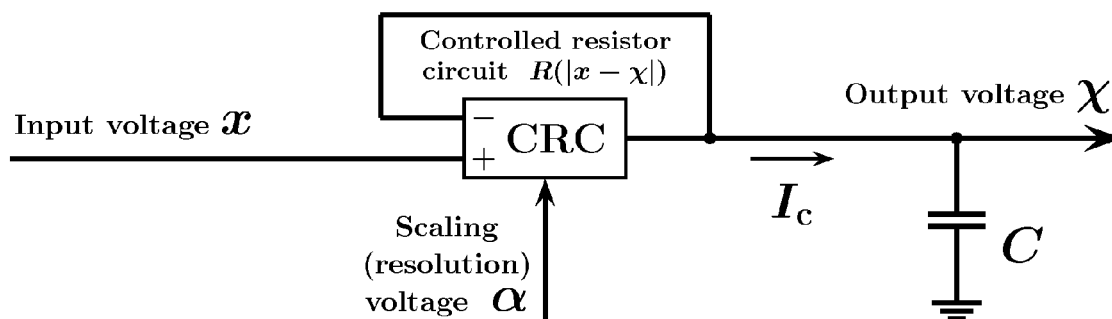 Controlled resistor
circuit R(|x − χ|)
Input voltage x
−
+
CRC
Output voltage χ
I_c
Scaling
(resolution)
voltage α
C